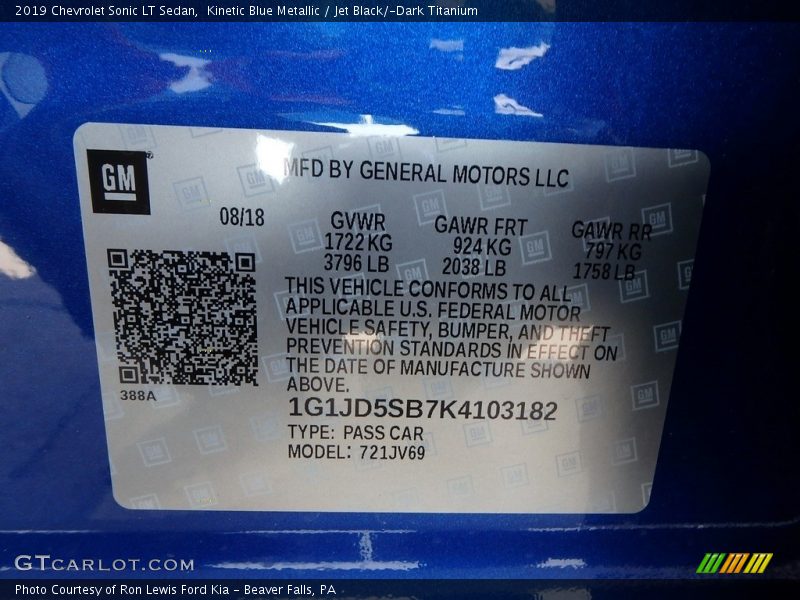 2019 Chevrolet Sonic LT Sedan,  Kinetic Blue Metallic / Jet Black/-Dark Titanium
GM
MFD BY GENERAL MOTORS LLC
08/18
GVWR
1722 KG
3796 LB
GAWR FRT
924 KG
2038 LB
GAWR RR
797 KG
1758 LB
THIS VEHICLE CONFORMS TO ALL
APPLICABLE U.S. FEDERAL MOTOR
VEHICLE SAFETY, BUMPER, AND THEFT
PREVENTION STANDARDS IN EFFECT ON
THE DATE OF MANUFACTURE SHOWN
ABOVE.
388A
1G1JD5SB7K4103182
TYPE: PASS CAR
MODEL: 721JV69
GTCARLOT.COM
Photo Courtesy of Ron Lewis Ford Kia - Beaver Falls, PA